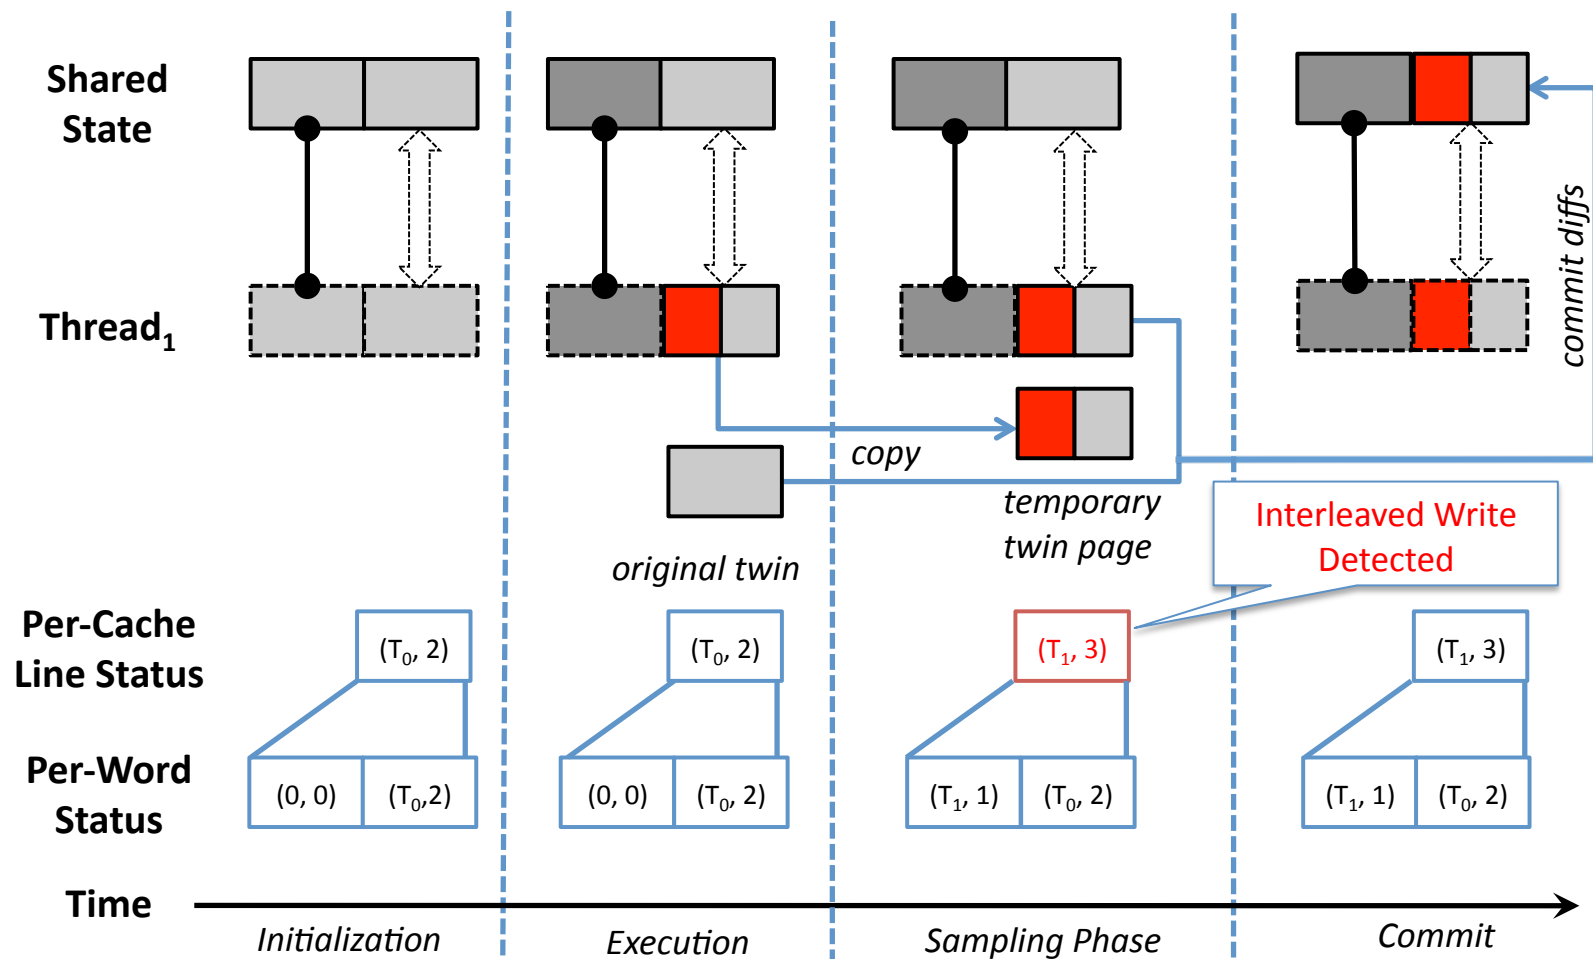 Shared
State
Thread₁
commit diffs
copy
temporary
twin page
original twin
Interleaved Write
Detected
Per-Cache
Line Status
(T₀, 2)
(T₀, 2)
(T₁, 3)
(T₁, 3)
Per-Word
Status
(0, 0)
(T₀,2)
(0, 0)
(T₀, 2)
(T₁, 1)
(T₀, 2)
(T₁, 1)
(T₀, 2)
Time
Initialization
Execution
Sampling Phase
Commit